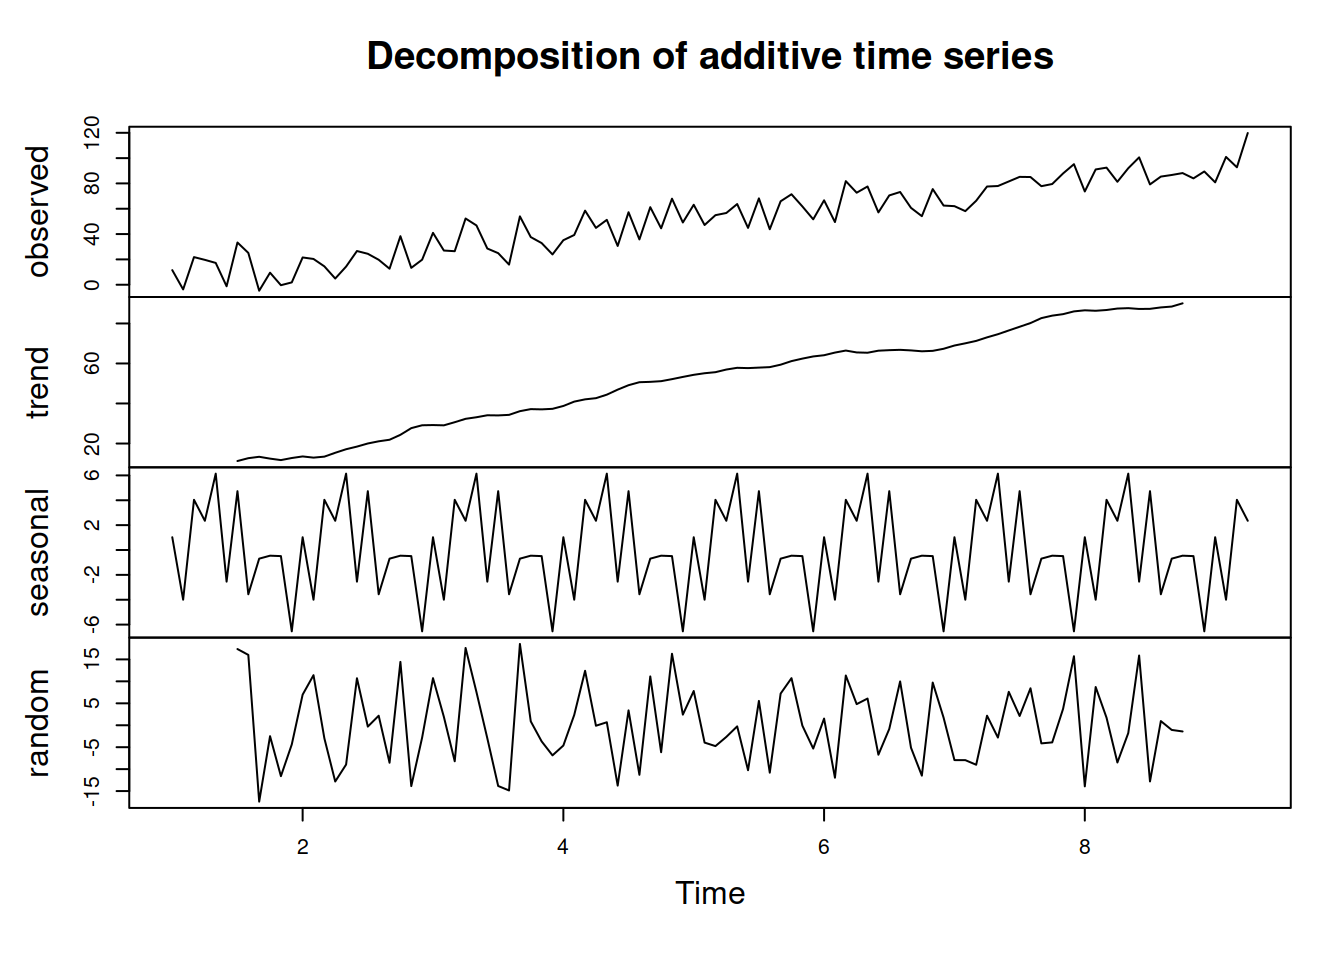 Decomposition of additive time series
observed
0 40 80 120
trend
20 60
seasonal
-6 -2 2 6
random
-15 -5 5 15
2 4 6 8
Time